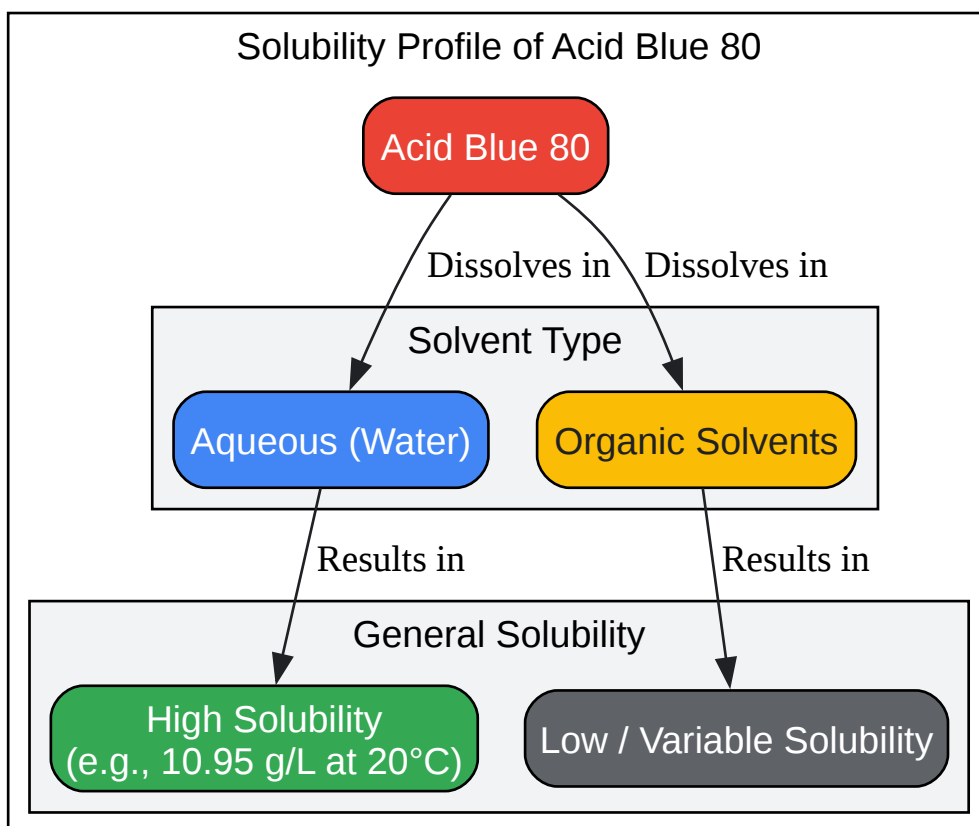 Solubility Profile of Acid Blue 80
Acid Blue 80
Dissolves in
Dissolves in
Solvent Type
Aqueous (Water)
Organic Solvents
Results in
Results in
General Solubility
High Solubility
(e.g., 10.95 g/L at 20°C)
Low / Variable Solubility